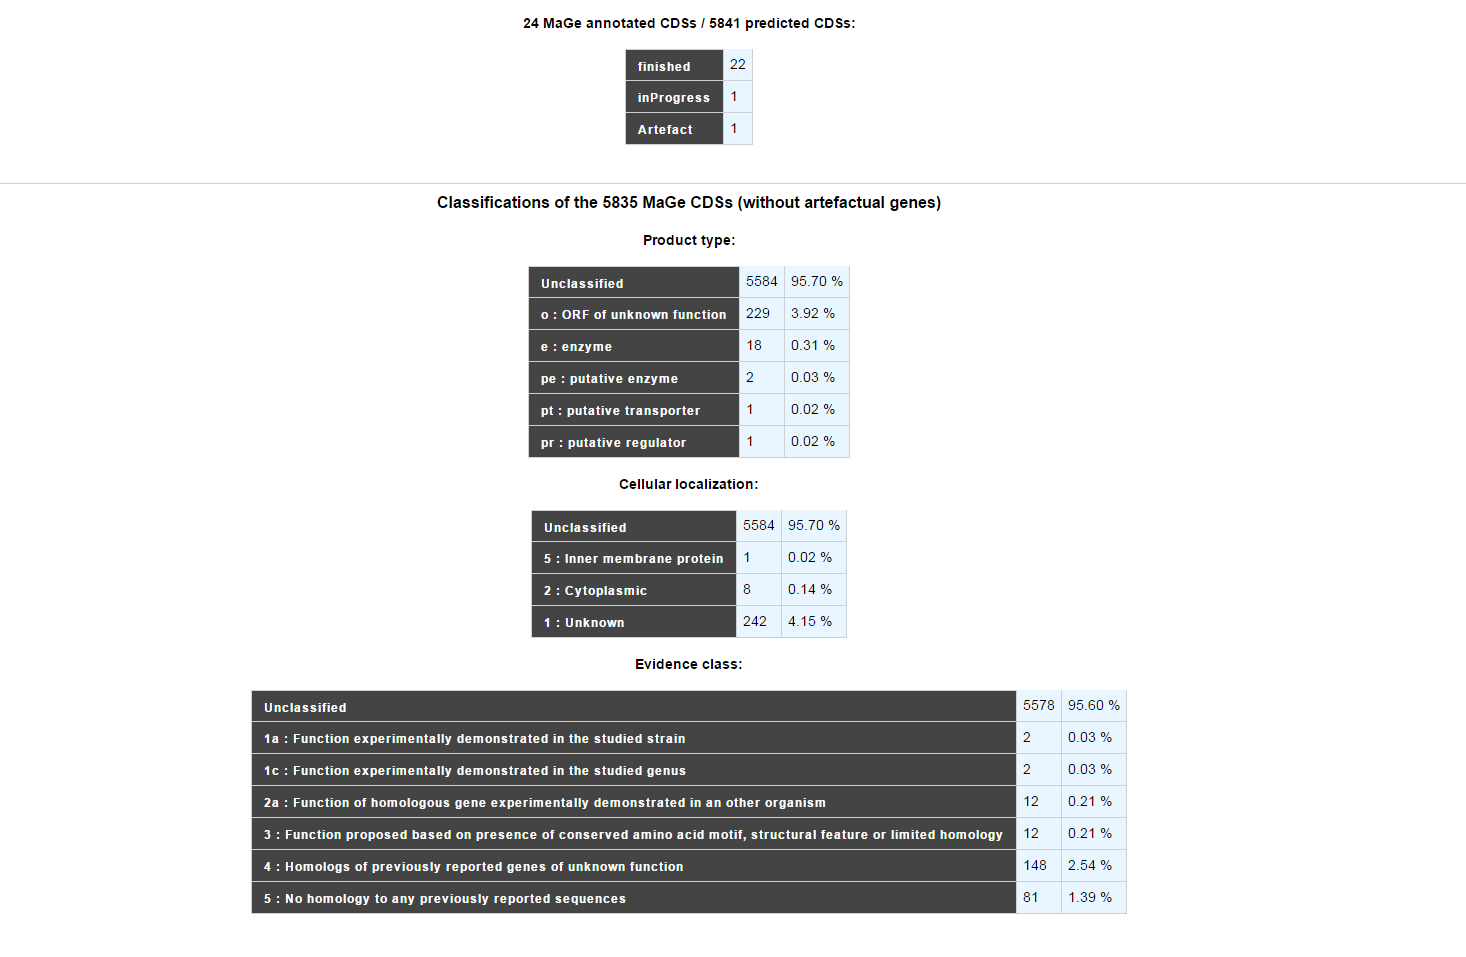 24 MaGe annotated CDSs / 5841 predicted CDSs:
finished 22
inProgress 1
Artefact 1
Classifications of the 5835 MaGe CDSs (without artefactual genes)
Product type:
Unclassified 5584 95.70 %
o : ORF of unknown function 229 3.92 %
e : enzyme 18 0.31 %
pe : putative enzyme 2 0.03 %
pt : putative transporter 1 0.02 %
pr : putative regulator 1 0.02 %
Cellular localization:
Unclassified 5584 95.70 %
5 : Inner membrane protein 1 0.02 %
2 : Cytoplasmic 8 0.14 %
1 : Unknown 242 4.15 %
Evidence class:
Unclassified 5578 95.60 %
1a : Function experimentally demonstrated in the studied strain 2 0.03 %
1c : Function experimentally demonstrated in the studied genus 2 0.03 %
2a : Function of homologous gene experimentally demonstrated in an other organism 12 0.21 %
3 : Function proposed based on presence of conserved amino acid motif, structural feature or limited homology 12 0.21 %
4 : Homologs of previously reported genes of unknown function 148 2.54 %
5 : No homology to any previously reported sequences 81 1.39 %